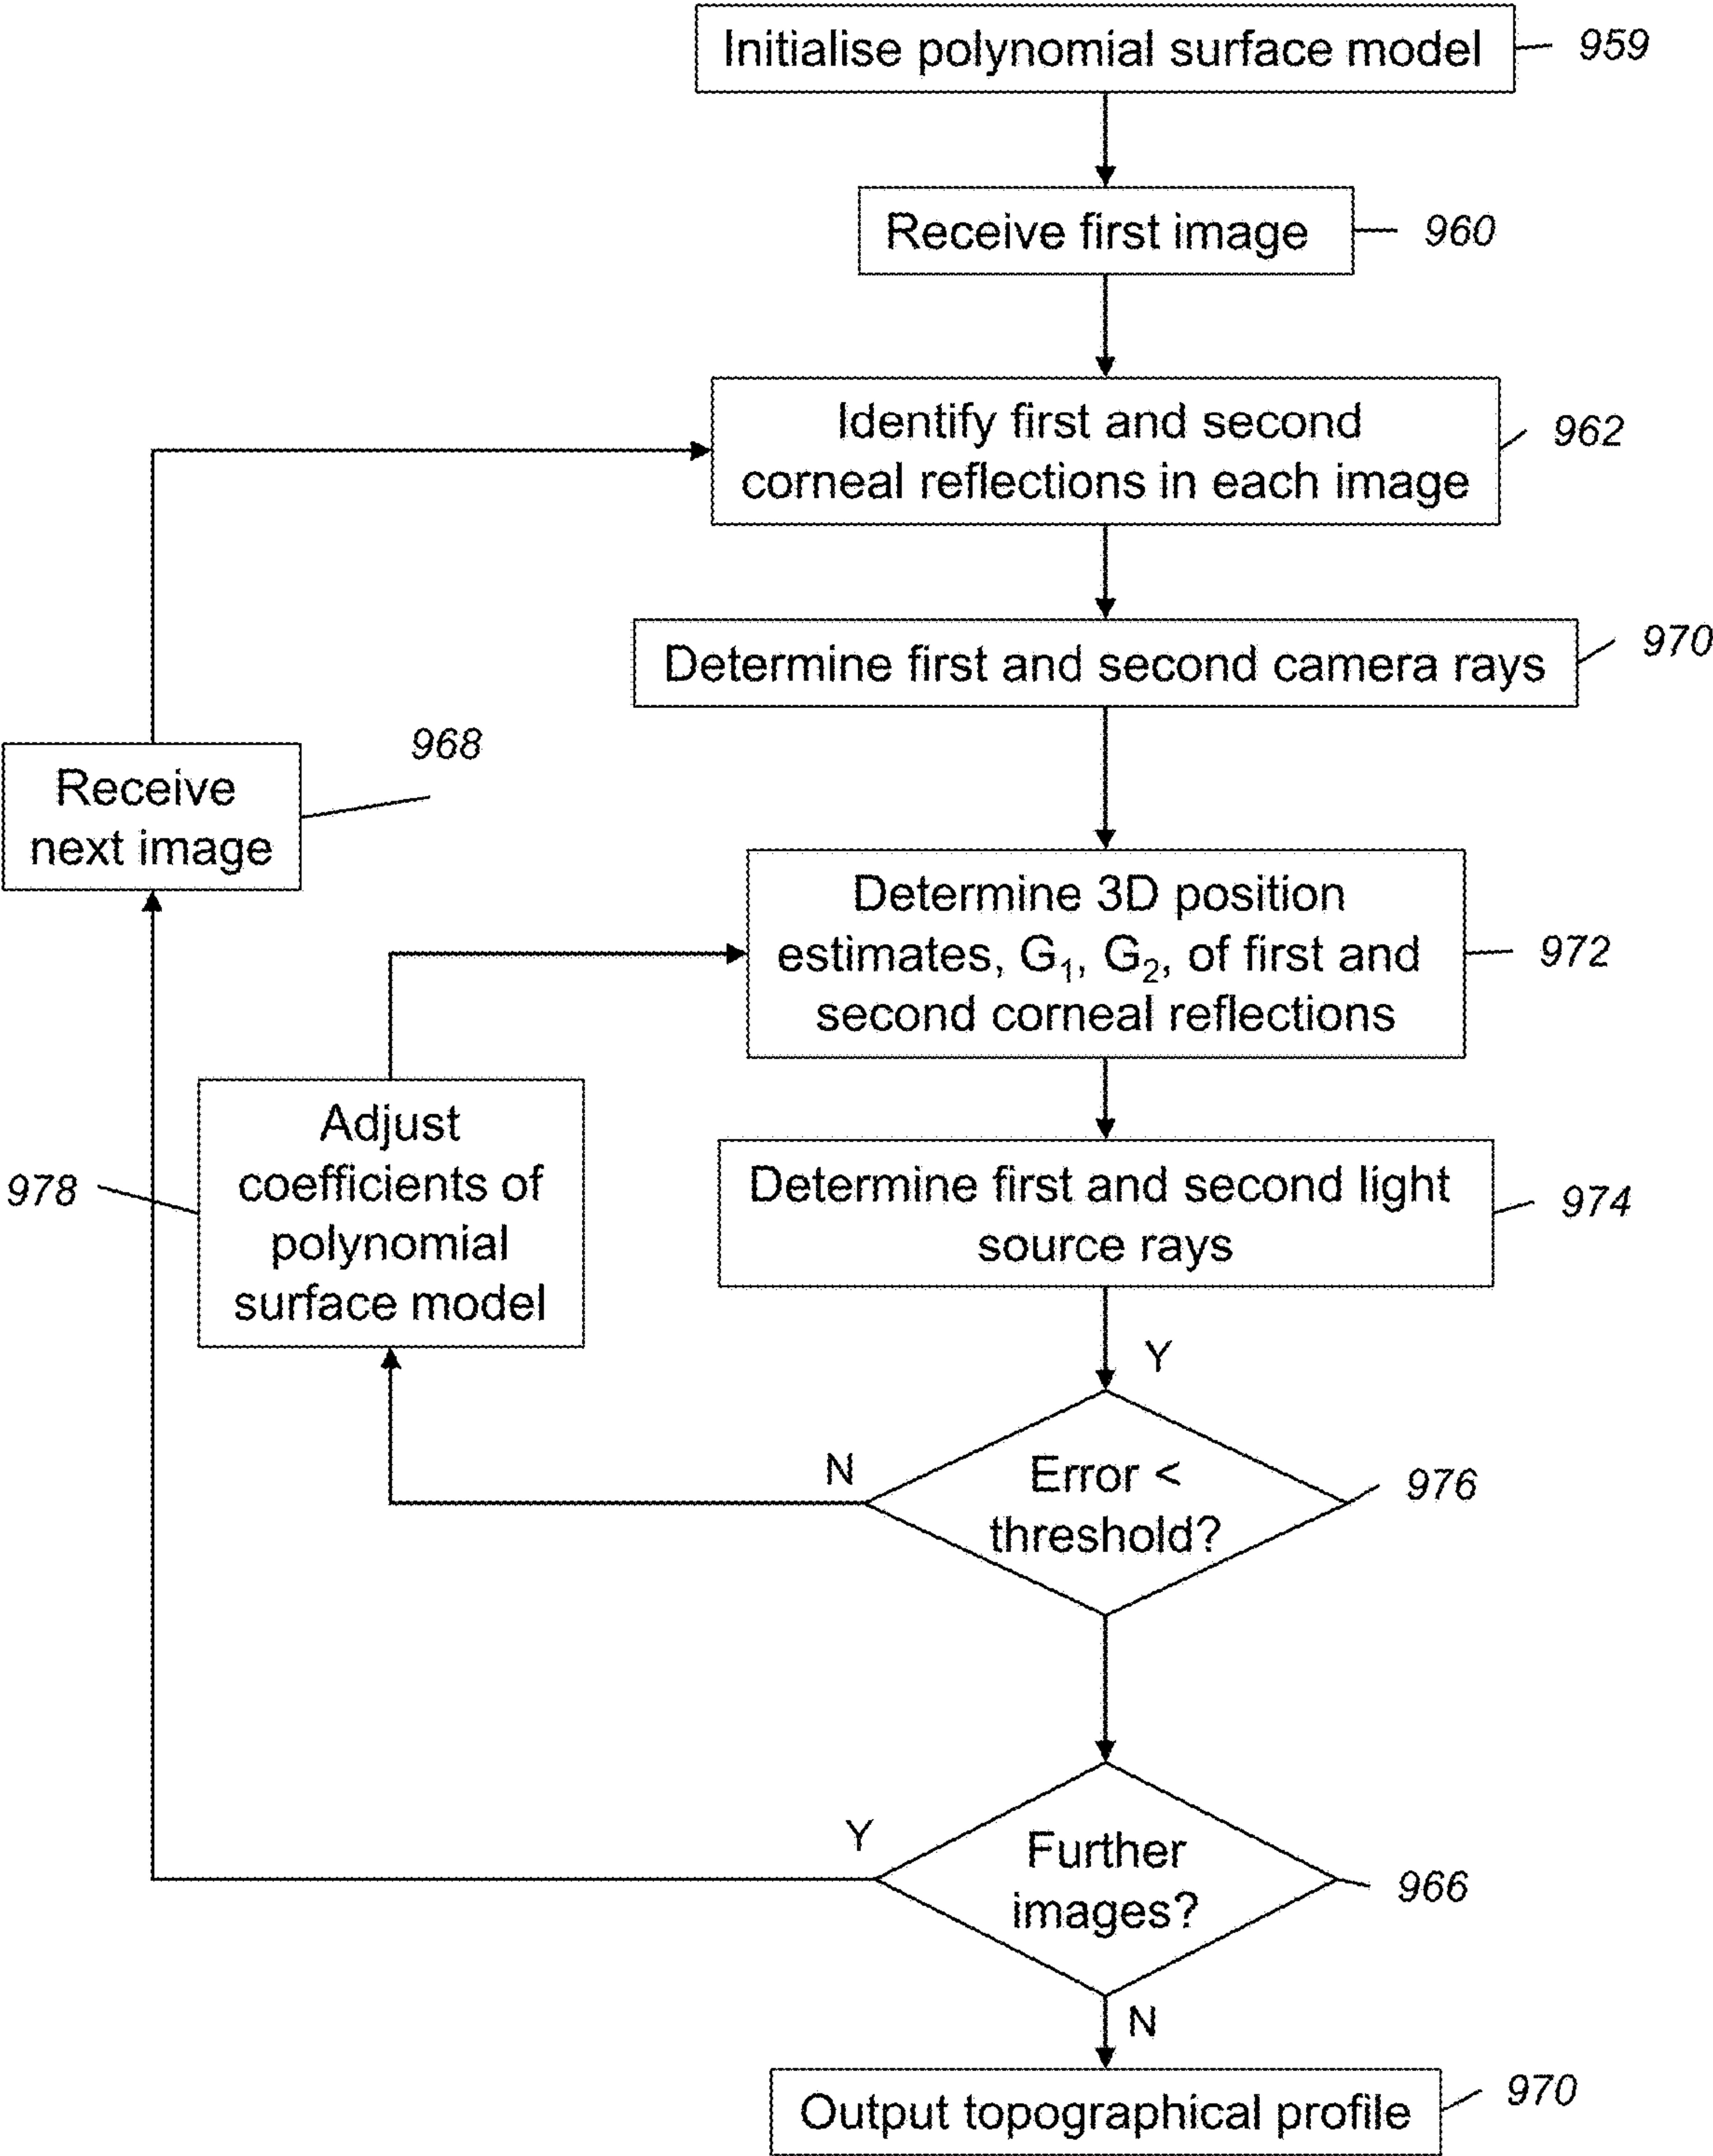 Initialise polynomial surface model
959
Receive first image
960
Identify first and second
corneal reflections in each image
962
Determine first and second camera rays
970
Receive
next image
968
Determine 3D position
estimates, G₁, G₂, of first and
second corneal reflections
972
Adjust
coefficients of
polynomial
surface model
978
Determine first and second light
source rays
974
Y
Error <
threshold?
976
N
Further
images?
966
Y
N
Output topographical profile
970